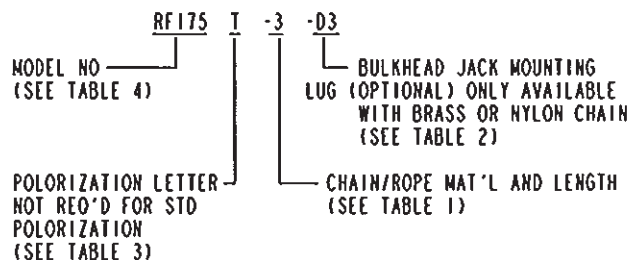 RF175 T -3 -D3
MODEL NO
(SEE TABLE 4)
BULKHEAD JACK MOUNTING
LUG (OPTIONAL) ONLY AVAILABLE
WITH BRASS OR NYLON CHAIN
(SEE TABLE 2)
POLORIZATION LETTER
NOT REO'D FOR STD
POLORIZATION
(SEE TABLE 3)
CHAIN/ROPE MAT'L AND LENGTH
(SEE TABLE 1)